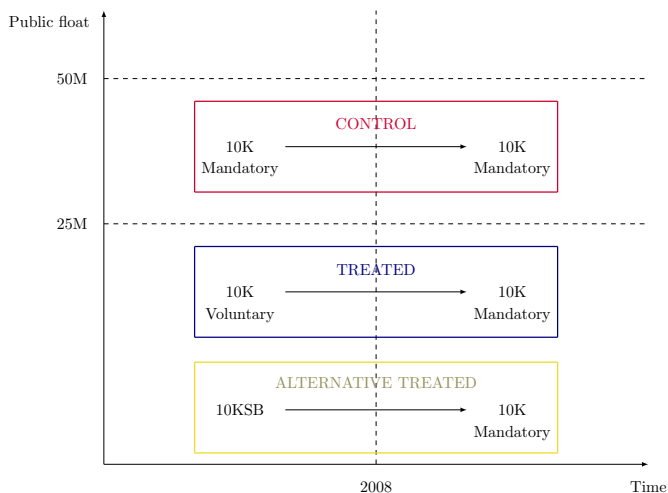 Public float
50M
CONTROL
10K
Mandatory
10K
Mandatory
25M
TREATED
10K
Voluntary
10K
Mandatory
ALTERNATIVE TREATED
10KSB
10K
Mandatory
2008
Time